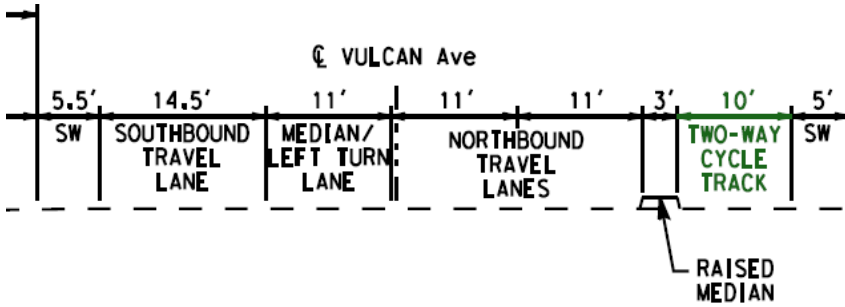 ℄ VULCAN Ave
5.5' 14.5' 11' 11' 11' 3' 10' 5'
SW
SOUTHBOUND
TRAVEL
LANE
MEDIAN/
LEFT TURN
LANE
NORTHBOUND
TRAVEL
LANES
TWO-WAY
CYCLE
TRACK
SW
RAISED
MEDIAN